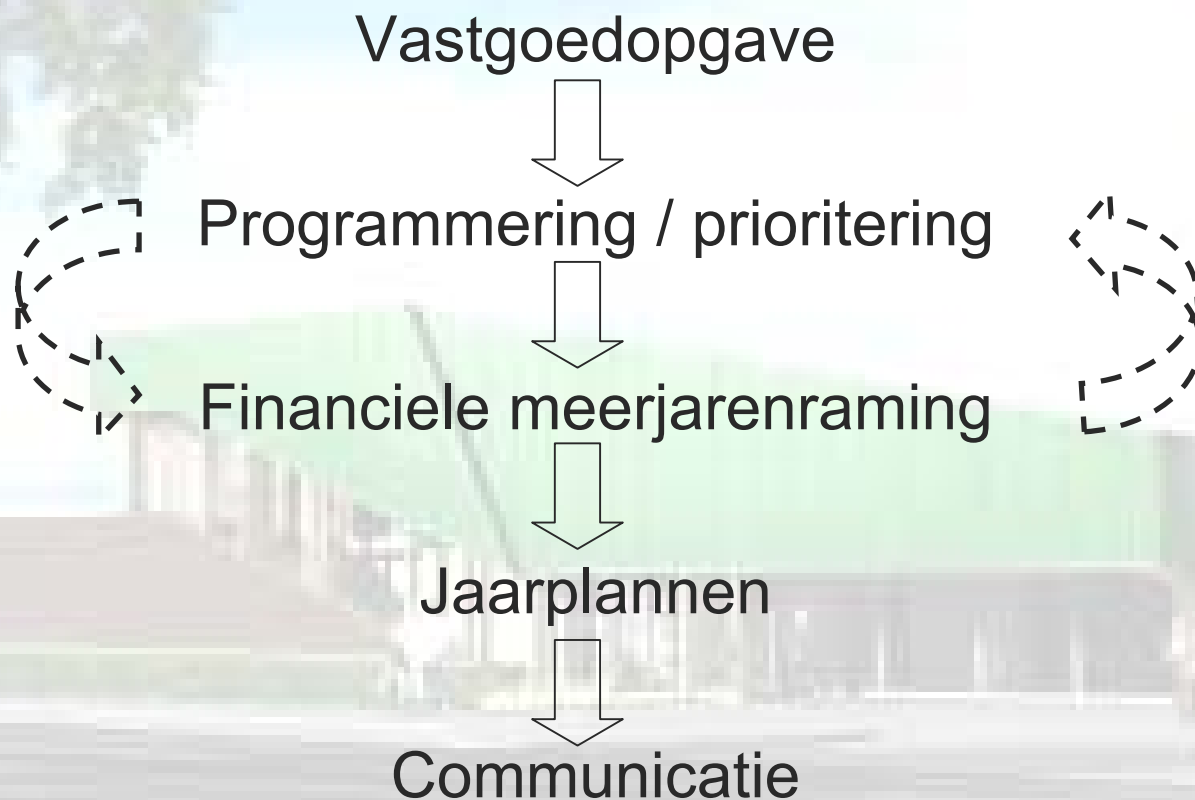 Vastgoedopgave
Programmering / prioritering
Financiele meerjarenraming
Jaarplannen
Communicatie